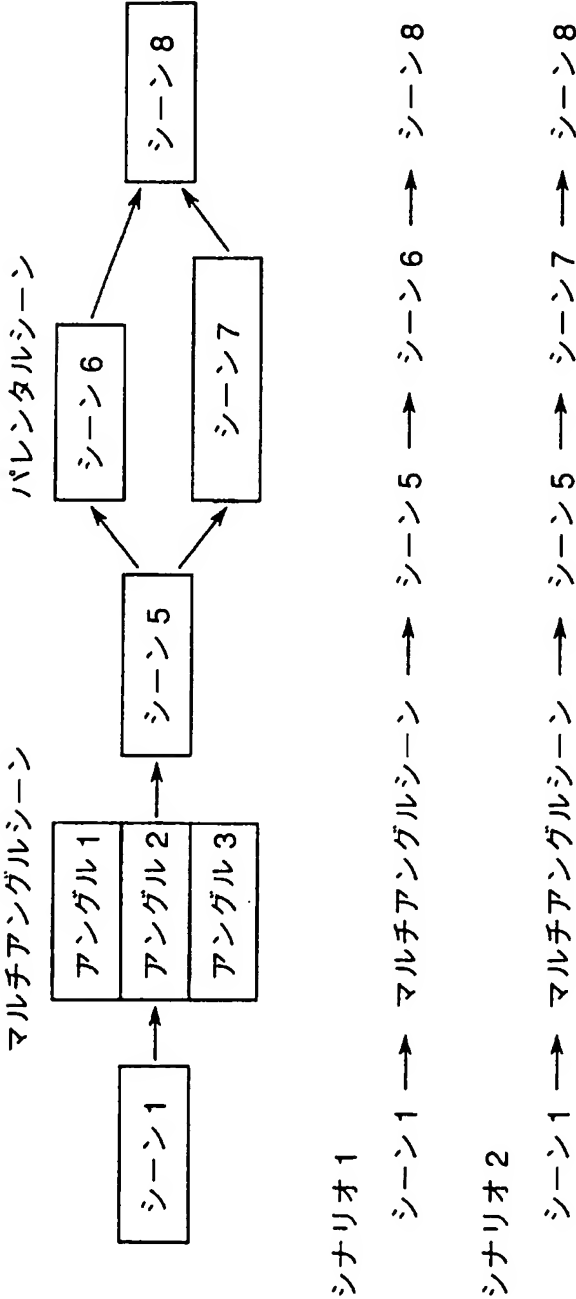 マルチアングルシーン
パレンタルシーン
シーン1
アングル1
アングル2
アングル3
シーン5
シーン6
シーン7
シーン8
シナリオ1
シーン1 → マルチアングルシーン → シーン5 → シーン6 → シーン8
シナリオ2
シーン1 → マルチアングルシーン → シーン5 → シーン7 → シーン8